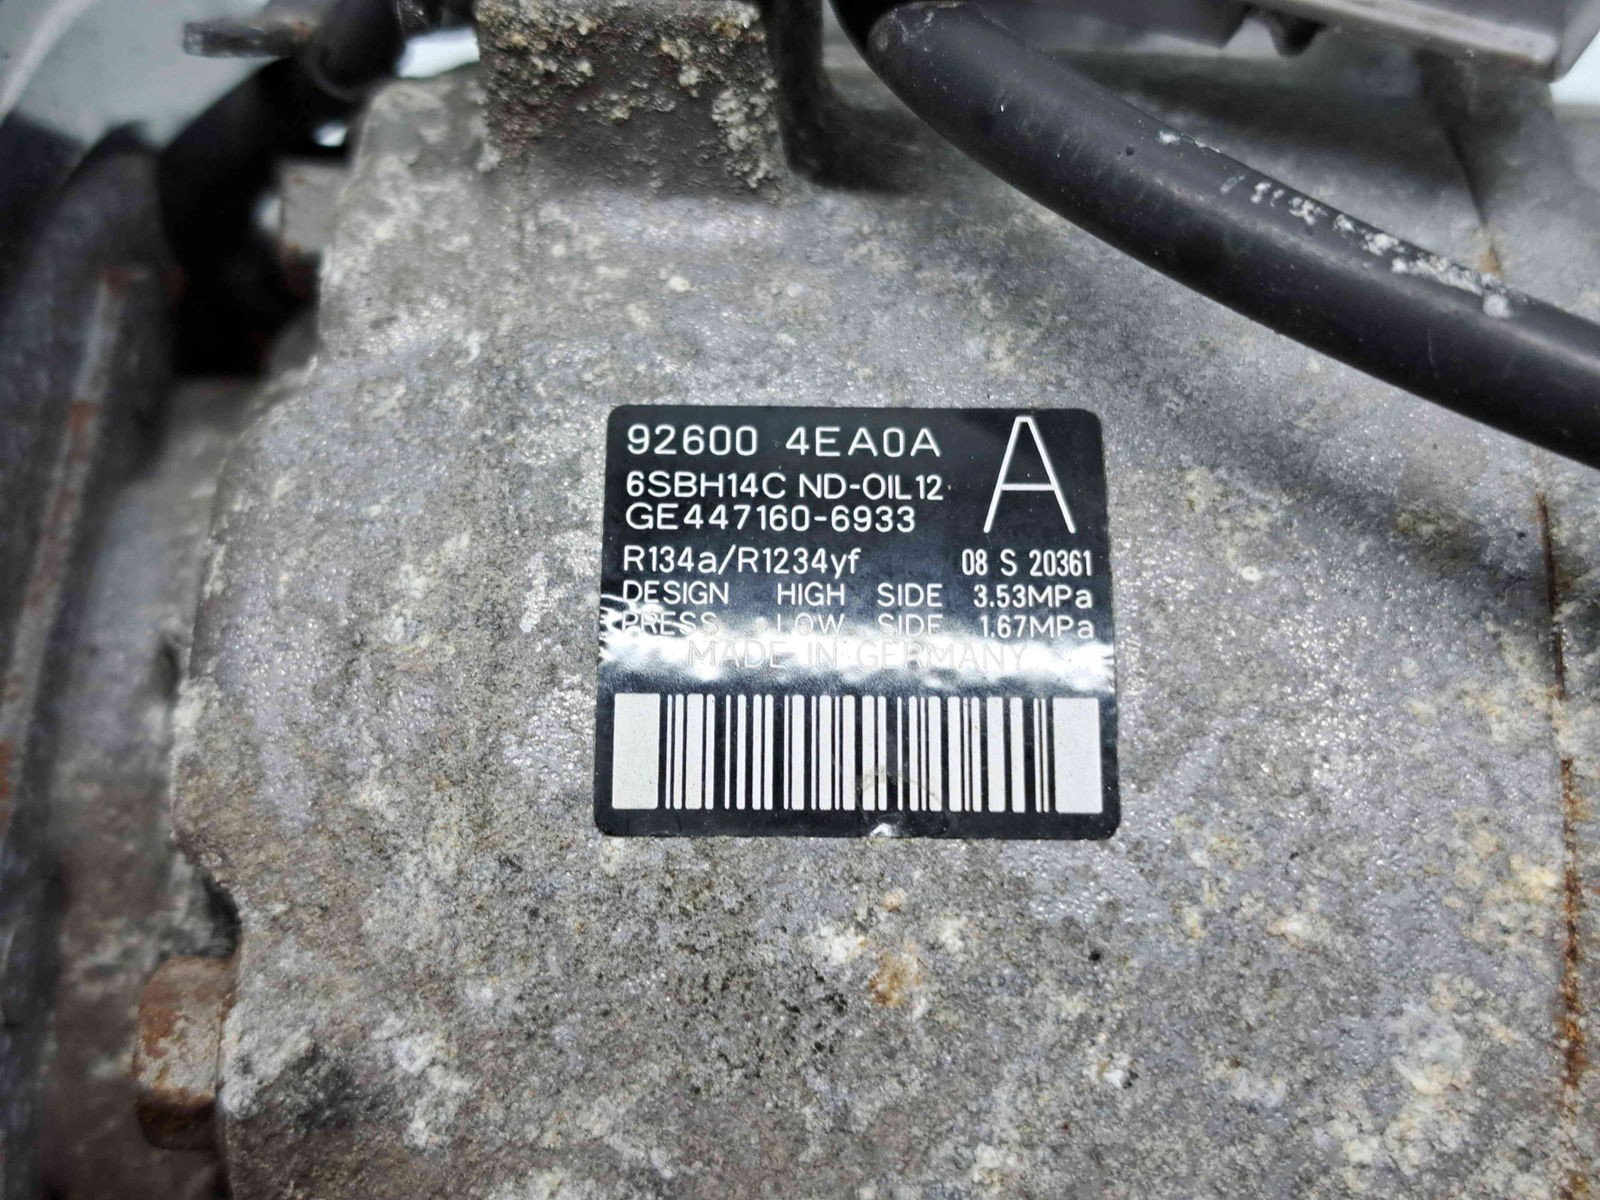 92600 4EA0A A
6SBH14C ND-OIL12
GE447160-6933
R134a/R1234yf 08 S 20361
DESIGN HIGH SIDE 3.53MPa
PRESS LOW SIDE 1.67MPa
MADE IN GERMANY